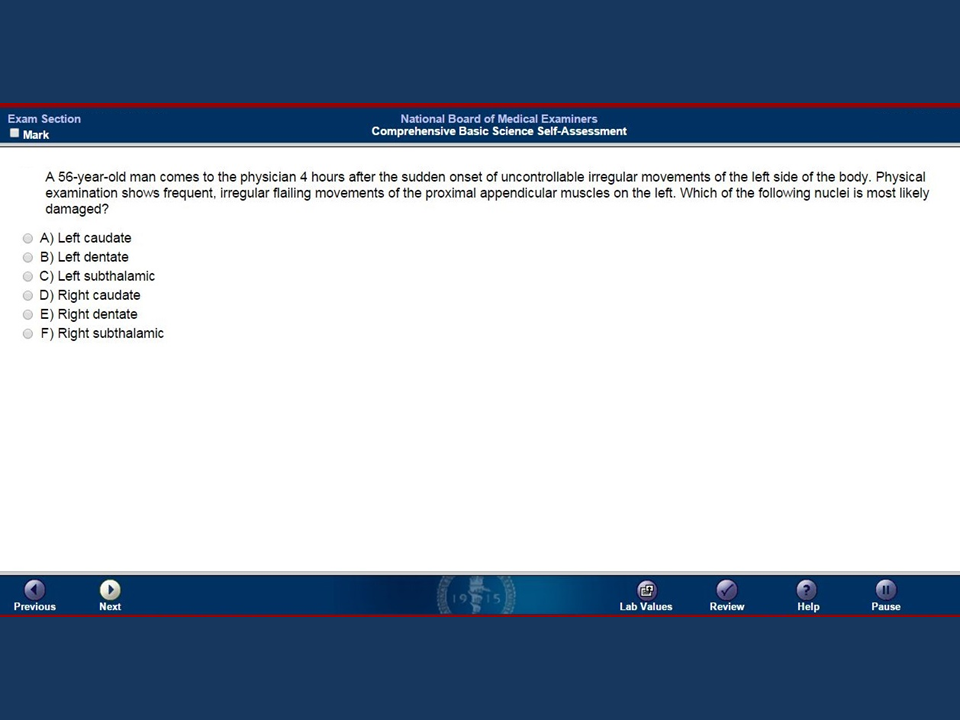 Exam Section
Mark
National Board of Medical Examiners
Comprehensive Basic Science Self-Assessment
A 56-year-old man comes to the physician 4 hours after the sudden onset of uncontrollable irregular movements of the left side of the body. Physical
examination shows frequent, irregular flailing movements of the proximal appendicular muscles on the left. Which of the following nuclei is most likely
damaged?
A) Left caudate
B) Left dentate
C) Left subthalamic
D) Right caudate
E) Right dentate
F) Right subthalamic
1915
Previous
Next
Lab Values
Review
Help
Pause